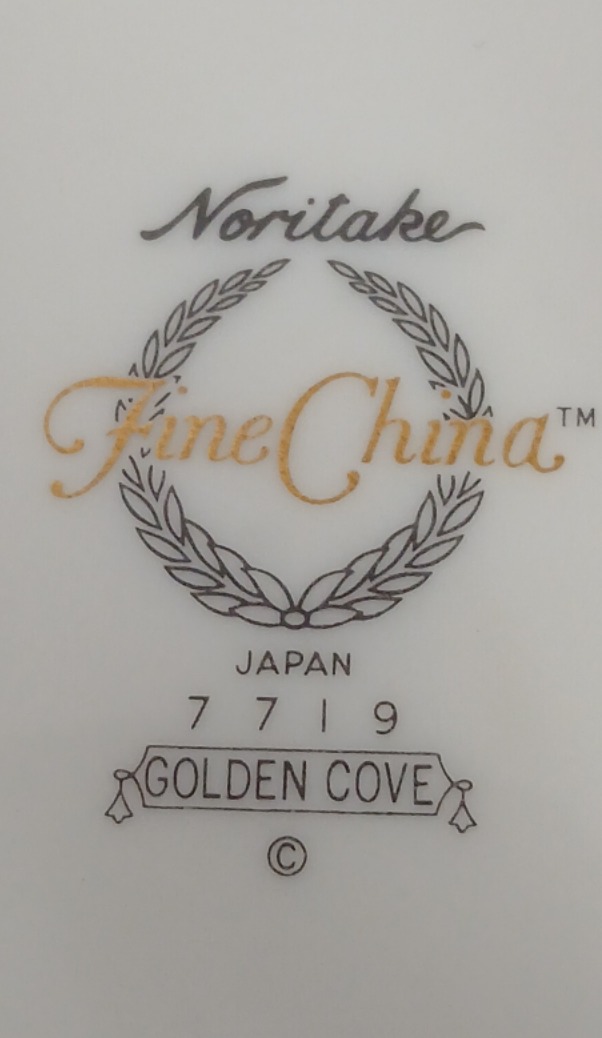 Noritake
Fine China™
JAPAN
7719
GOLDEN COVE
©